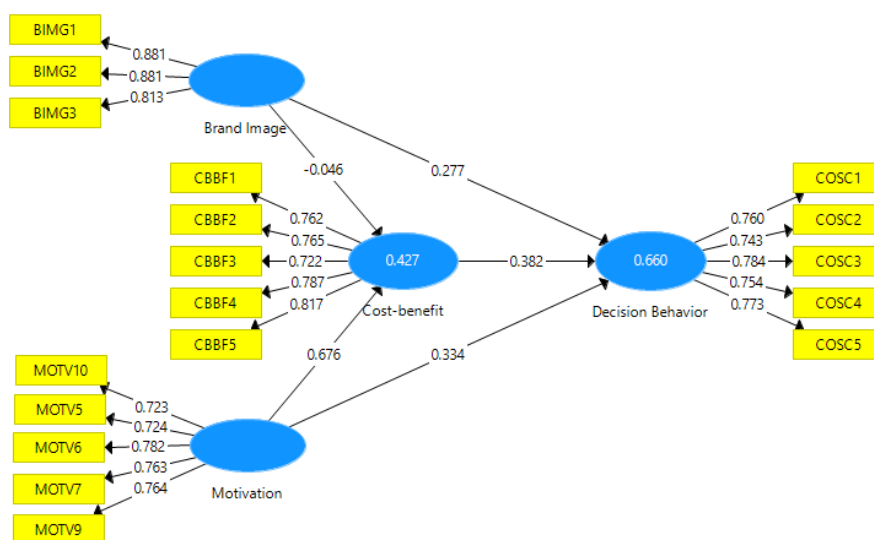 BIMG1
0.881
BIMG2
0.881
BIMG3
0.813
Brand Image
-0.046
0.277
CBBF1
0.762
CBBF2
0.765
CBBF3
0.722
CBBF4
0.787
CBBF5
0.817
0.427
Cost-benefit
0.382
0.660
Decision Behavior
COSC1
0.760
COSC2
0.743
COSC3
0.784
COSC4
0.754
COSC5
0.773
0.676
0.334
MOTV10
0.723
MOTV5
0.724
MOTV6
0.782
MOTV7
0.763
MOTV9
0.764
Motivation